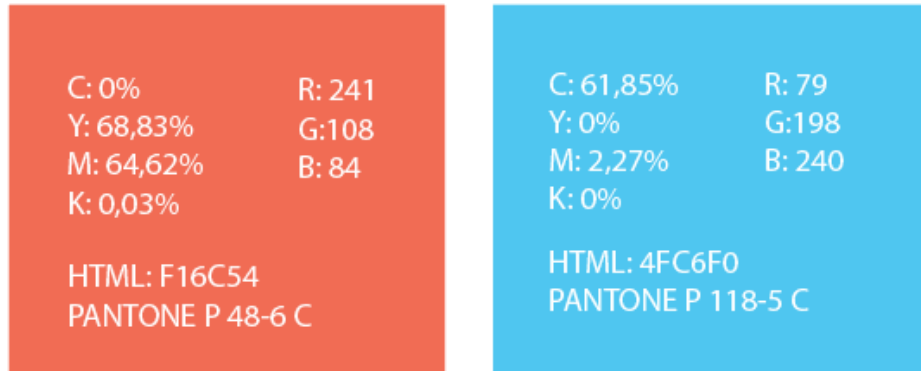 C: 0%
Y: 68,83%
M: 64,62%
K: 0,03%
R: 241
G:108
B: 84
HTML: F16C54
PANTONE P 48-6 C
C: 61,85%
Y: 0%
M: 2,27%
K: 0%
R: 79
G:198
B: 240
HTML: 4FC6F0
PANTONE P 118-5 C